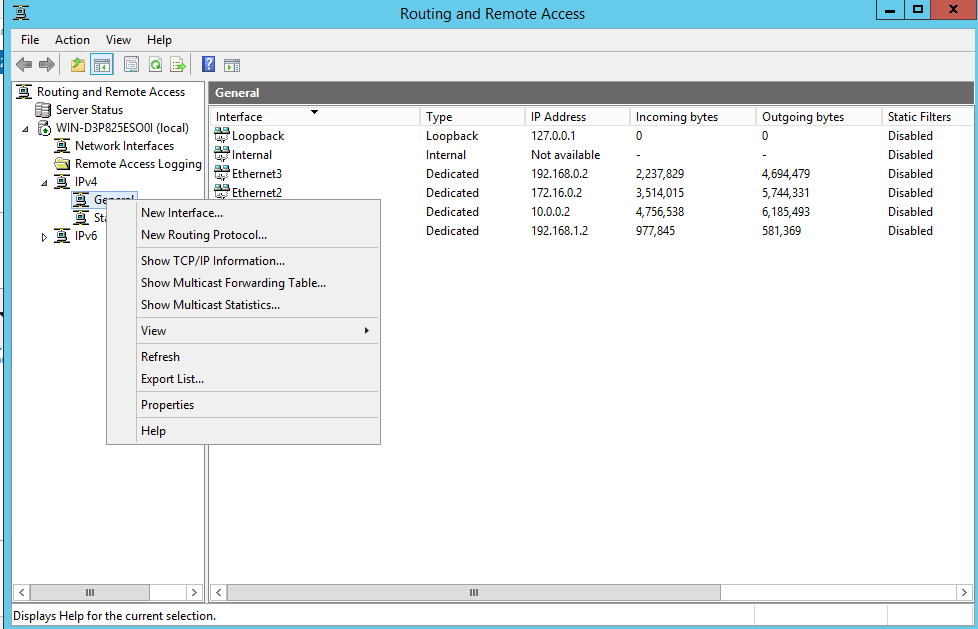 Routing and Remote Access
File Action View Help
Routing and Remote Access
Server Status
WIN-D3P825ESO0I (local)
Network Interfaces
Remote Access Logging
IPv4
General
IPv6
New Interface...
New Routing Protocol...
Show TCP/IP Information...
Show Multicast Forwarding Table...
Show Multicast Statistics...
View
Refresh
Export List...
Properties
Help
General
Interface Type IP Address Incoming bytes Outgoing bytes Static Filters
Loopback Loopback 127.0.0.1 0 0 Disabled
Internal Internal Not available - - Disabled
Ethernet3 Dedicated 192.168.0.2 2,237,829 4,694,479 Disabled
Ethernet2 Dedicated 172.16.0.2 3,514,015 5,744,331 Disabled
Dedicated 10.0.0.2 4,756,538 6,185,493 Disabled
Dedicated 192.168.1.2 977,845 581,369 Disabled
Displays Help for the current selection.